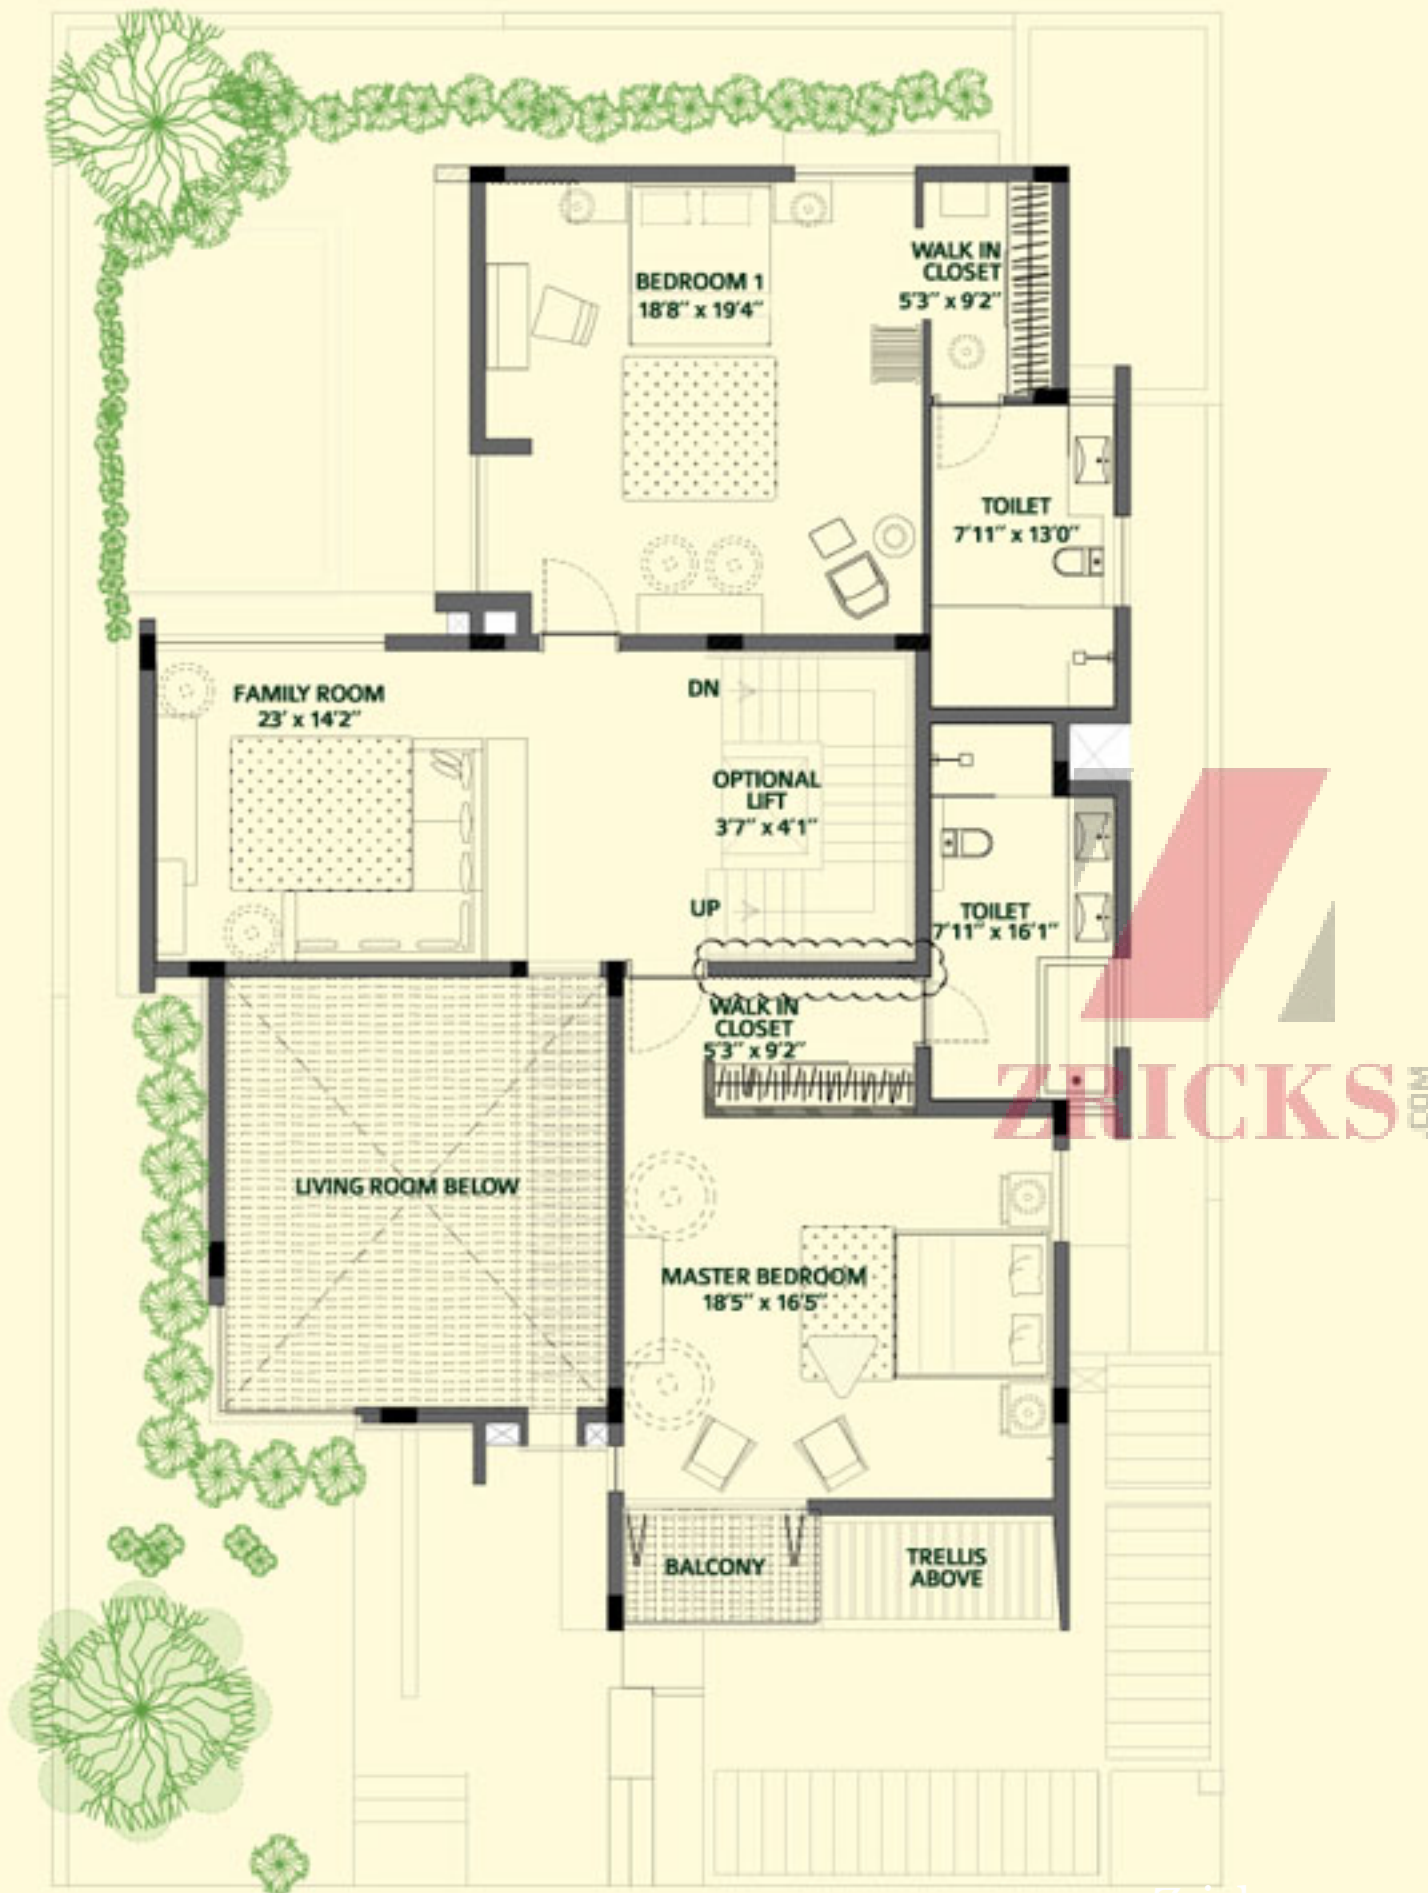 BEDROOM 1
18'8" x 19'4"
WALK IN
CLOSET
5'3" x 9'2"
TOILET
7'11" x 13'0"
FAMILY ROOM
23' x 14'2"
DN
OPTIONAL
LIFT
3'7" x 4'1"
UP
TOILET
7'11" x 16'1"
WALK IN
CLOSET
5'3" x 9'2"
ZRICKS
.COM
LIVING ROOM BELOW
MASTER BEDROOM
18'5" x 16'5"
BALCONY
TRELLIS
ABOVE